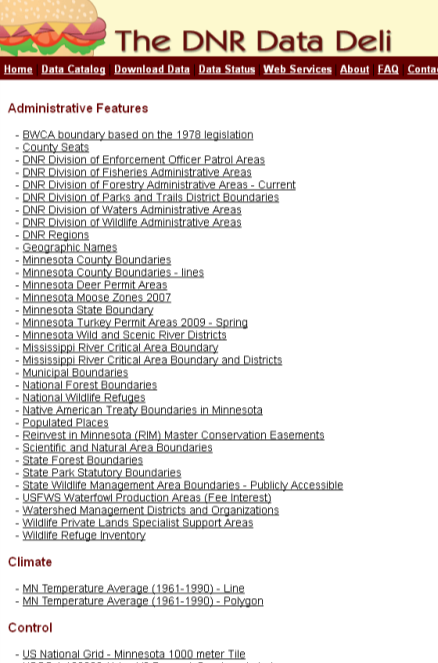 The DNR Data Deli
Home Data Catalog Download Data Data Status Web Services About FAQ
Administrative Features
- BWCA boundary based on the 1978 legislation
- County Seats
- DNR Division of Enforcement Officer Patrol Areas
- DNR Division of Fisheries Administrative Areas
- DNR Division of Forestry Administrative Areas - Current
- DNR Division of Parks and Trails District Boundaries
- DNR Division of Waters Administrative Areas
- DNR Division of Wildlife Administrative Areas
- DNR Regions
- Geographic Names
- Minnesota County Boundaries
- Minnesota County Boundaries - lines
- Minnesota Deer Permit Areas
- Minnesota Moose Zones 2007
- Minnesota State Boundary
- Minnesota Turkey Permit Areas 2009 - Spring
- Minnesota Wild and Scenic River Districts
- Mississippi River Critical Area Boundary
- Mississippi River Critical Area Boundary and Districts
- Municipal Boundaries
- National Forest Boundaries
- National Wildlife Refuges
- Native American Treaty Boundaries in Minnesota
- Populated Places
- Reinvest in Minnesota (RIM) Master Conservation Easements
- Scientific and Natural Area Boundaries
- State Forest Boundaries
- State Park Statutory Boundaries
- State Wildlife Management Area Boundaries - Publicly Accessible
- USFWS Waterfowl Production Areas (Fee Interest)
- Watershed Management Districts and Organizations
- Wildlife Private Lands Specialist Support Areas
- Wildlife Refuge Inventory
Climate
- MN Temperature Average (1961-1990) - Line
- MN Temperature Average (1961-1990) - Polygon
Control
- US National Grid - Minnesota 1000 meter Tile